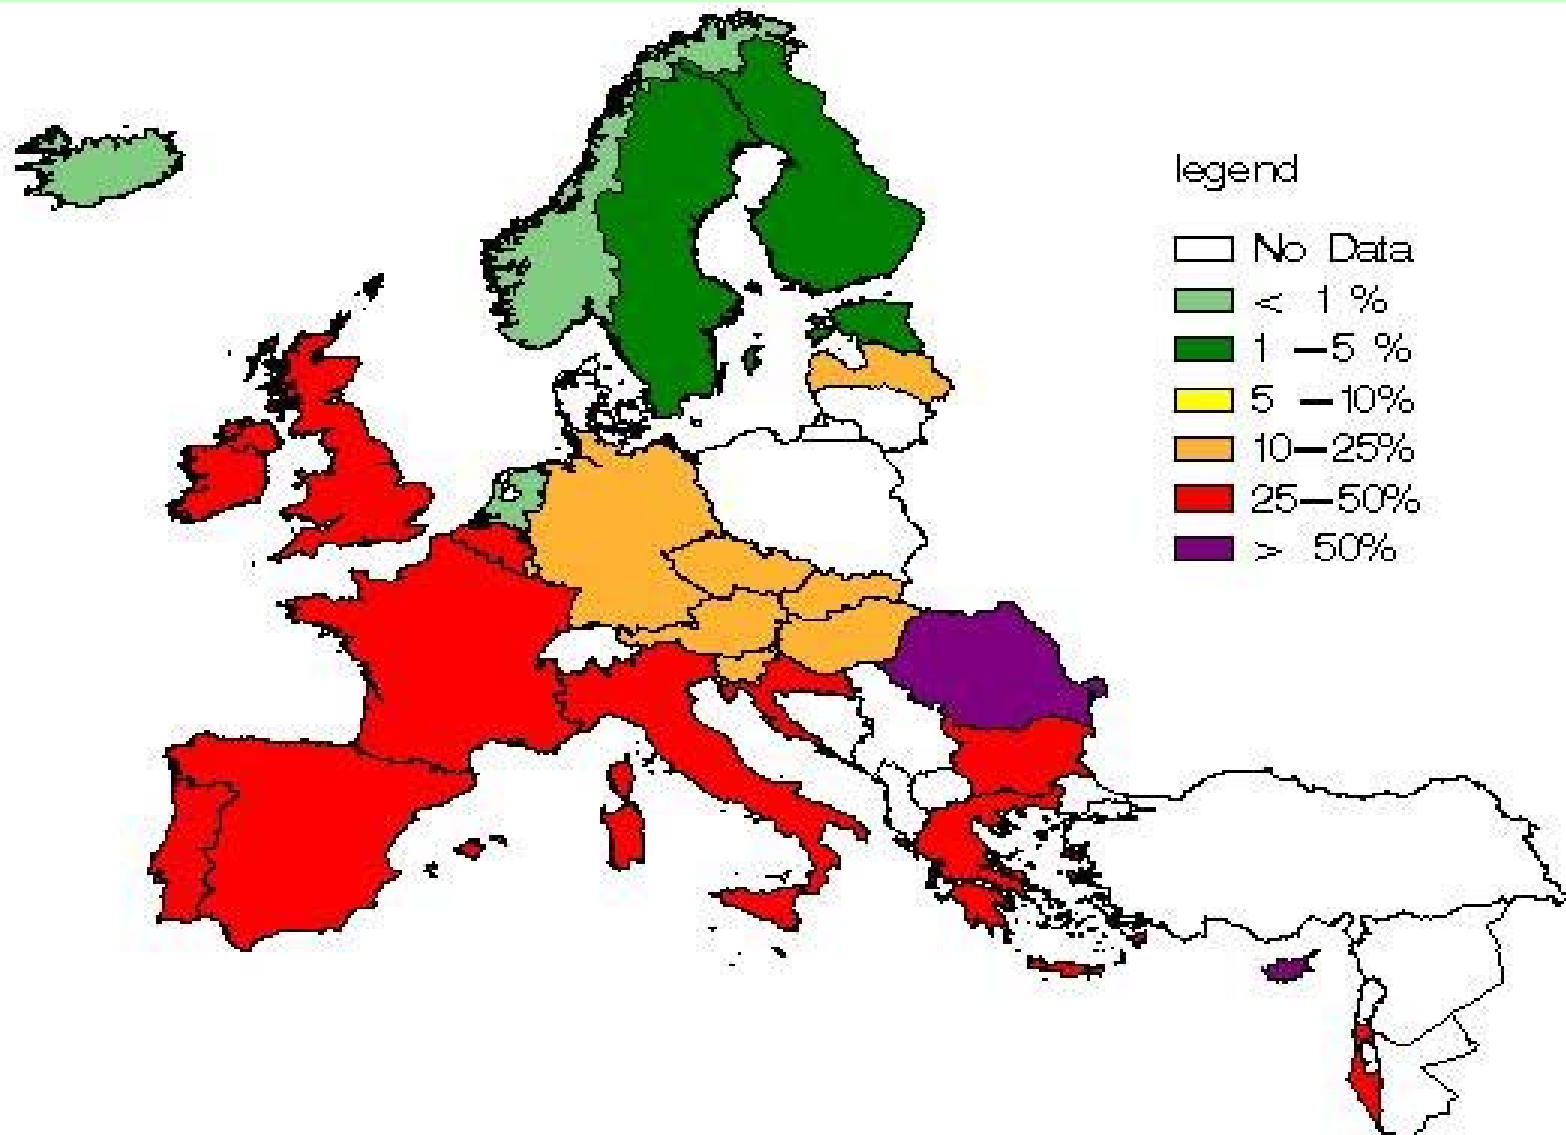 legend
No Data
< 1 %
1 –5 %
5 –10%
10–25%
25–50%
> 50%